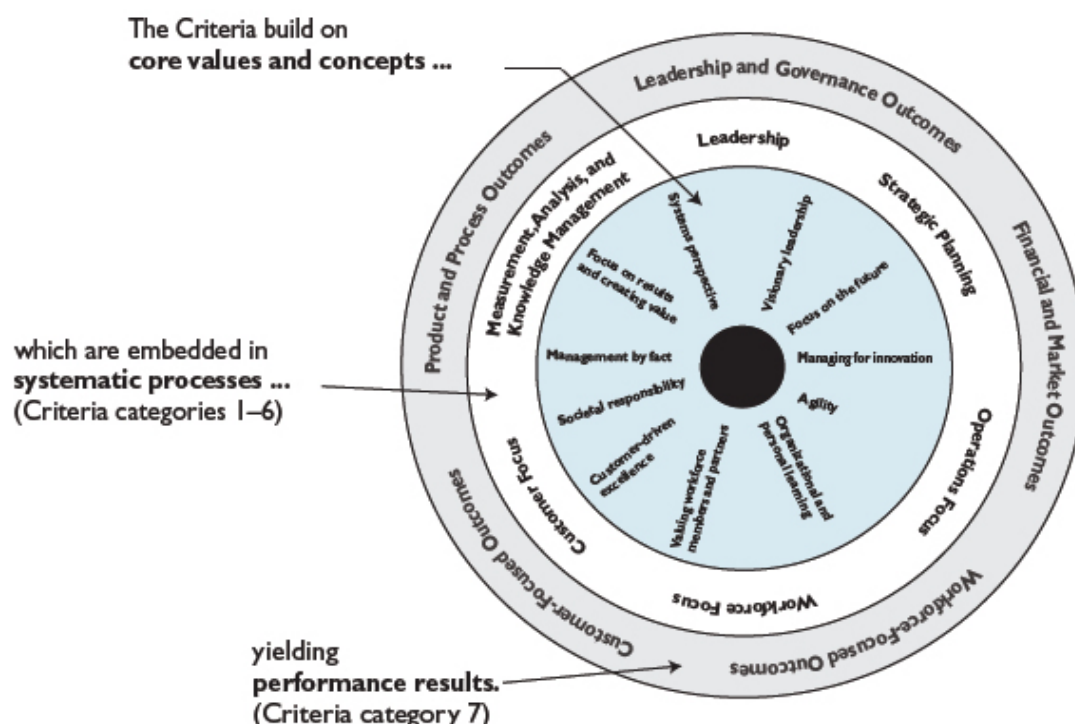 The Criteria build on
core values and concepts ...
which are embedded in
systematic processes ...
(Criteria categories 1–6)
yielding
performance results.
(Criteria category 7)
Leadership and Governance Outcomes
Financial and Market Outcomes
Workforce-Focused Outcomes
Customer-Focused Outcomes
Product and Process Outcomes
Leadership
Strategic Planning
Operations Focus
Workforce Focus
Customer Focus
Measurement, Analysis, and
Knowledge Management
Systems perspective
Visionary leadership
Focus on the future
Managing for innovation
Agility
Organizational and
personal learning
Valuing workforce
members and partners
Customer-driven
excellence
Societal responsibility
Management by fact
Focus on results
and creating value